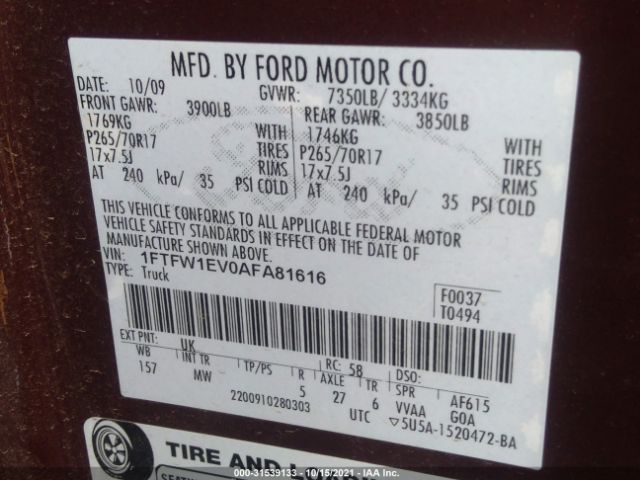 MFD. BY FORD MOTOR CO.
DATE: 10/09 GVWR: 7350LB/ 3334KG
FRONT GAWR: 3900LB REAR GAWR: 3850LB
1769KG WITH 1746KG WITH
P265/70R17 TIRES P265/70R17 TIRES
17x7.5J RIMS 17x7.5J RIMS
AT 240 kPa/ 35 PSI COLD AT 240 kPa/ 35 PSI COLD
THIS VEHICLE CONFORMS TO ALL APPLICABLE FEDERAL MOTOR
VEHICLE SAFETY STANDARDS IN EFFECT ON THE DATE OF
MANUFACTURE SHOWN ABOVE.
VIN: 1FTFW1EV0AFA81616
TYPE: Truck
F0037
T0494
EXT PNT: UK RC: 58 DSO:
WB INT TR TP/PS R AXLE TR SPR AF615
157 MW 5 27 6 VVAA GOA
2200910280303 UTC ▽5U5A-1520472-BA
TIRE AND
000-31539133 - 10/15/2021 - IAA Inc.